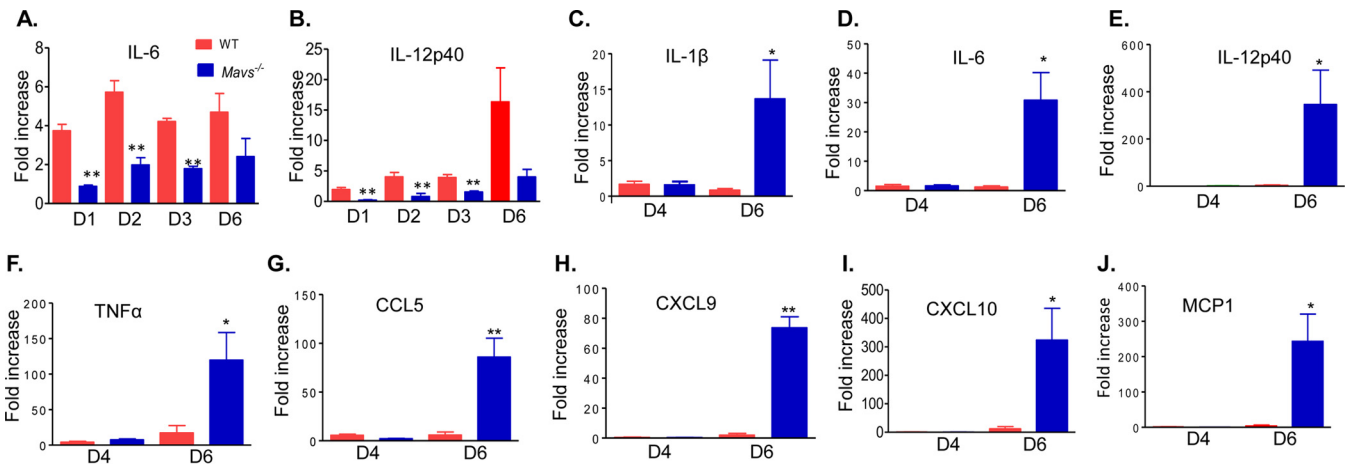 A.
IL-6
WT
Mavs-/-
Fold increase
8
6
4
2
0
** ** **
D1 D2 D3 D6
B.
IL-12p40
Fold increase
25
20
15
10
5
0
** ** **
D1 D2 D3 D6
C.
IL-1β
Fold increase
20
15
10
5
0
*
D4 D6
D.
IL-6
Fold increase
50
40
30
20
10
0
*
D4 D6
E.
IL-12p40
Fold increase
600
400
200
0
*
D4 D6
F.
TNFα
Fold increase
200
150
100
50
0
*
D4 D6
G.
CCL5
Fold increase
150
100
50
0
**
D4 D6
H.
CXCL9
Fold increase
100
80
60
40
20
0
**
D4 D6
I.
CXCL10
Fold increase
500
400
300
200
100
0
*
D4 D6
J.
MCP1
Fold increase
400
300
200
100
0
*
D4 D6